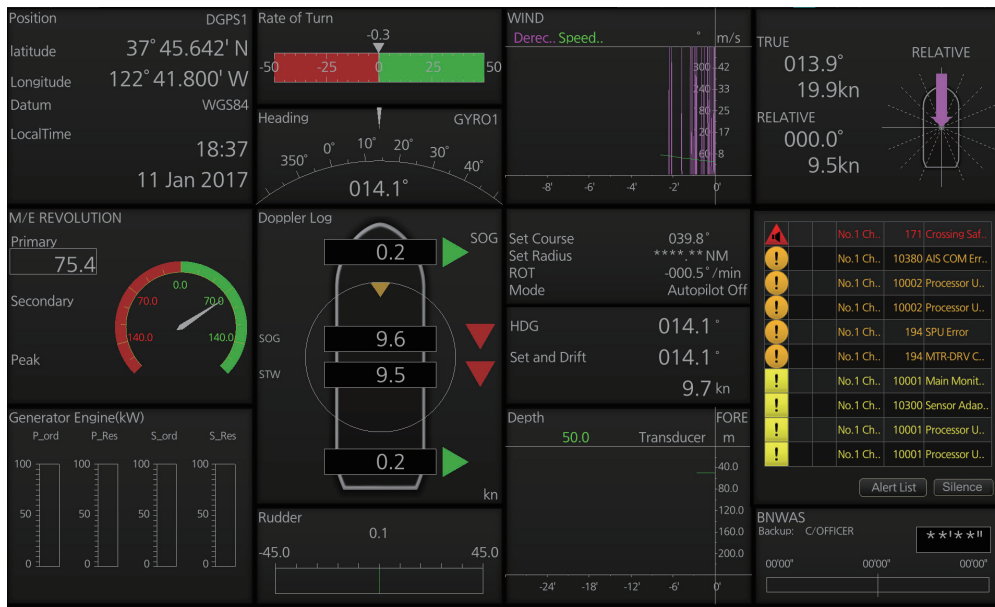 Position DGPS1
latitude 37° 45.642' N
Longitude 122° 41.800' W
Datum WGS84
LocalTime
18:37
11 Jan 2017
Rate of Turn
-0.3
-50 -25 0 25 50
Heading GYRO1
350° 0° 10° 20° 30° 40°
014.1°
WIND
Derec.. Speed.. ° m/s
300 42
240 33
80 25
20 17
60 8
-8' -6' -4' -2' 0'
TRUE
013.9°
19.9kn
RELATIVE
000.0°
9.5kn
RELATIVE
M/E REVOLUTION
Primary
75.4
Secondary
Peak
0.0
70.0 70.0
140.0 140.0
Doppler Log
SOG
0.2
SOG 9.6
STW 9.5
0.2
kn
Set Course 039.8°
Set Radius ****.** NM
ROT -000.5°/min
Mode Autopilot Off
HDG 014.1°
Set and Drift 014.1°
9.7 kn
No.1 Ch.. 171 Crossing Saf..
No.1 Ch.. 10380 AIS COM Err..
No.1 Ch.. 10002 Processor U..
No.1 Ch.. 10002 Processor U..
No.1 Ch.. 194 SPU Error
No.1 Ch.. 194 MTR-DRV C..
No.1 Ch.. 10001 Main Monit..
No.1 Ch.. 10300 Sensor Adap..
No.1 Ch.. 10001 Processor U..
No.1 Ch.. 10001 Processor U..
Alert List Silence
Generator Engine(kW)
P_ord P_Res S_ord S_Res
100 100 100 100
50 50 50 50
0 0 0 0
Rudder
0.1
-45.0 45.0
Depth FORE
50.0 Transducer m
40.0
80.0
120.0
160.0
200.0
-24' -18' -12' -6' 0'
BNWAS
Backup: C/OFFICER
**'**"
00'00" 00'00" 00'00"